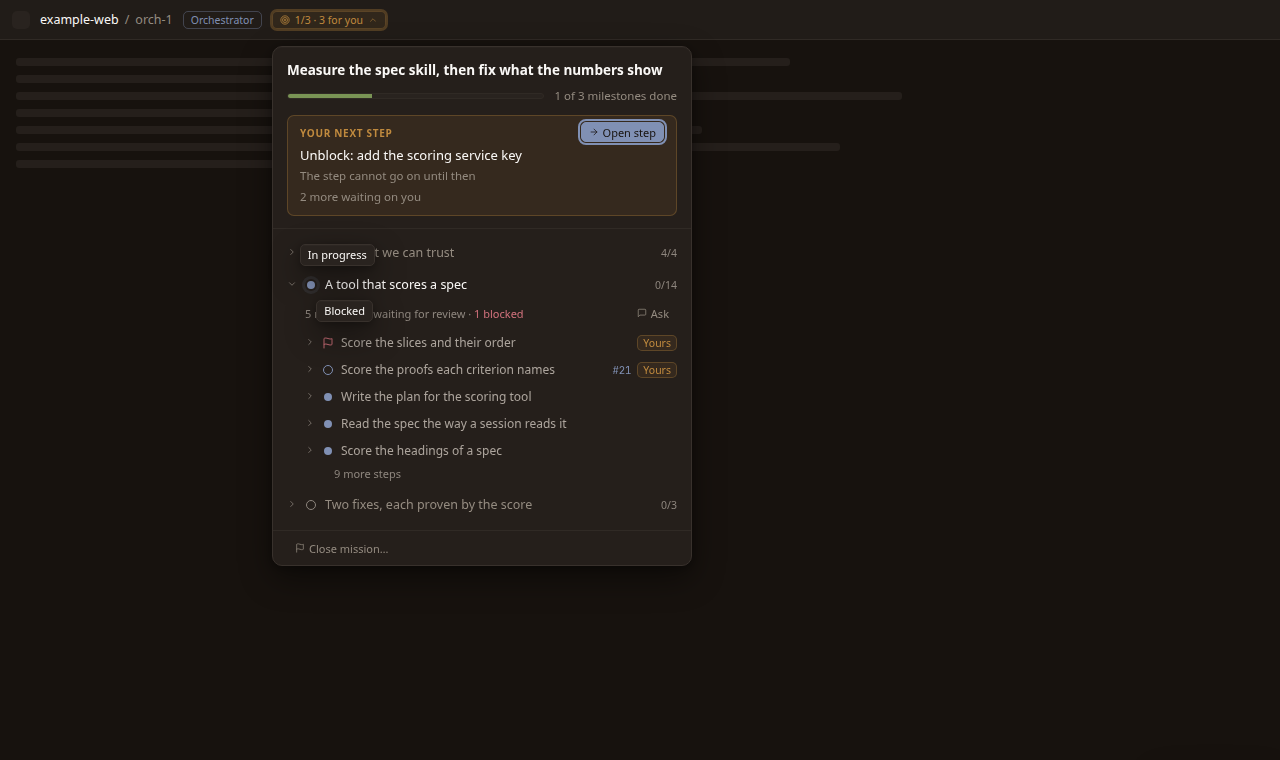 example-web / orch-1 Orchestrator 1/3 · 3 for you
Measure the spec skill, then fix what the numbers show
1 of 3 milestones done
YOUR NEXT STEP
Open step
Unblock: add the scoring service key
The step cannot go on until then
2 more waiting on you
In progress
we can trust 4/4
A tool that scores a spec 0/14
Blocked
5 waiting for review · 1 blocked Ask
Score the slices and their order Yours
Score the proofs each criterion names #21 Yours
Write the plan for the scoring tool
Read the spec the way a session reads it
Score the headings of a spec
9 more steps
Two fixes, each proven by the score 0/3
Close mission…